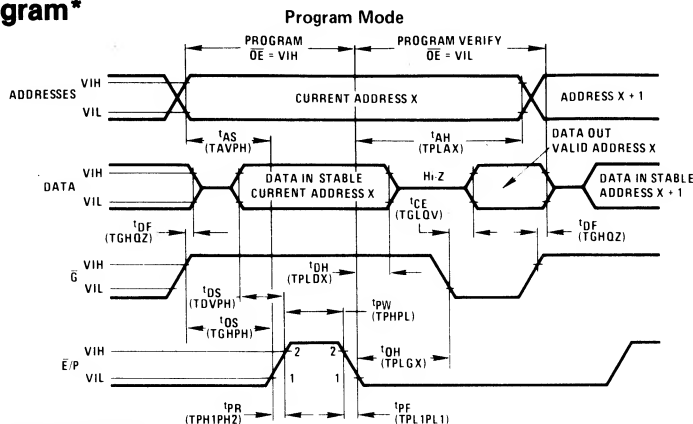 gram*
Program Mode
PROGRAM
OE = VIH
PROGRAM VERIFY
OE = VIL
ADDRESSES
VIH
VIL
CURRENT ADDRESS X
ADDRESS X + 1
tAS
(TAVPH)
tAH
(TPLAX)
DATA OUT
VALID ADDRESS X
DATA
VIH
VIL
DATA IN STABLE
CURRENT ADDRESS X
HI-Z
DATA IN STABLE
ADDRESS X + 1
tDF
(TGHQZ)
tCE
(TGLQV)
tDF
(TGHQZ)
G
VIH
VIL
tDH
(TPLDX)
tDS
(TDVPH)
tPW
(TPHPL)
tOS
(TGHPH)
tOH
(TPLGX)
E/P
VIH
VIL
2 2
1 1
tPR
(TPH1PH2)
tPF
(TPL1PL1)